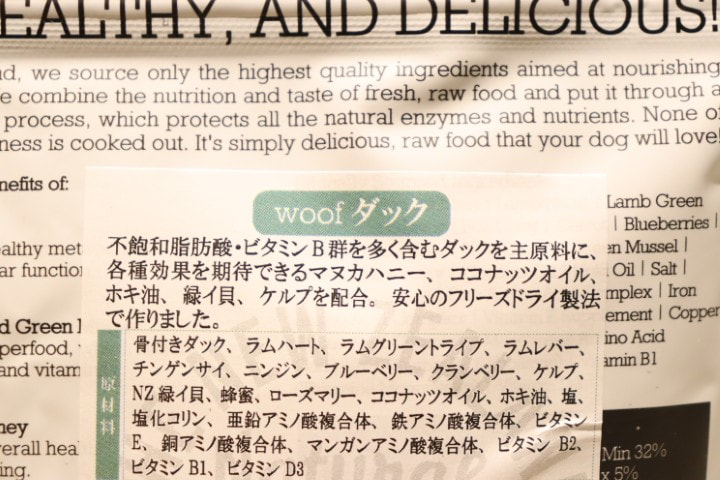 EALTHY, AND DELICIOUS!
ud, we source only the highest quality ingredients aimed at nourishing
e combine the nutrition and taste of fresh, raw food and put it through a
process, which protects all the natural enzymes and nutrients. None of
ness is cooked out. It's simply delicious, raw food that your dog will love!
nefits of:
woof ダック
不飽和脂肪酸・ビタミンB群を多く含むダックを主原料に、
各種効果を期待できるマヌカハニー、ココナッツオイル、
ホキ油、緑イ貝、ケルプを配合。安心のフリーズドライ製法
で作りました。
原材料
骨付きダック、ラムハート、ラムグリーントライプ、ラムレバー、
チンゲンサイ、ニンジン、ブルーベリー、クランベリー、ケルプ、
NZ緑イ貝、蜂蜜、ローズマリー、ココナッツオイル、ホキ油、塩、
塩化コリン、亜鉛アミノ酸複合体、鉄アミノ酸複合体、ビタミン
E、銅アミノ酸複合体、マンガンアミノ酸複合体、ビタミンB2、
ビタミンB1、ビタミンD3
ealthy met
ar function
d Green
perfood,
and vitam
ney
verall heal
ing.
Lamb Green
| Blueberries |
en Mussel |
Oil | Salt |
mplex | Iron
ement | Copper
ino Acid
amin B1
Min 32%
x 5%